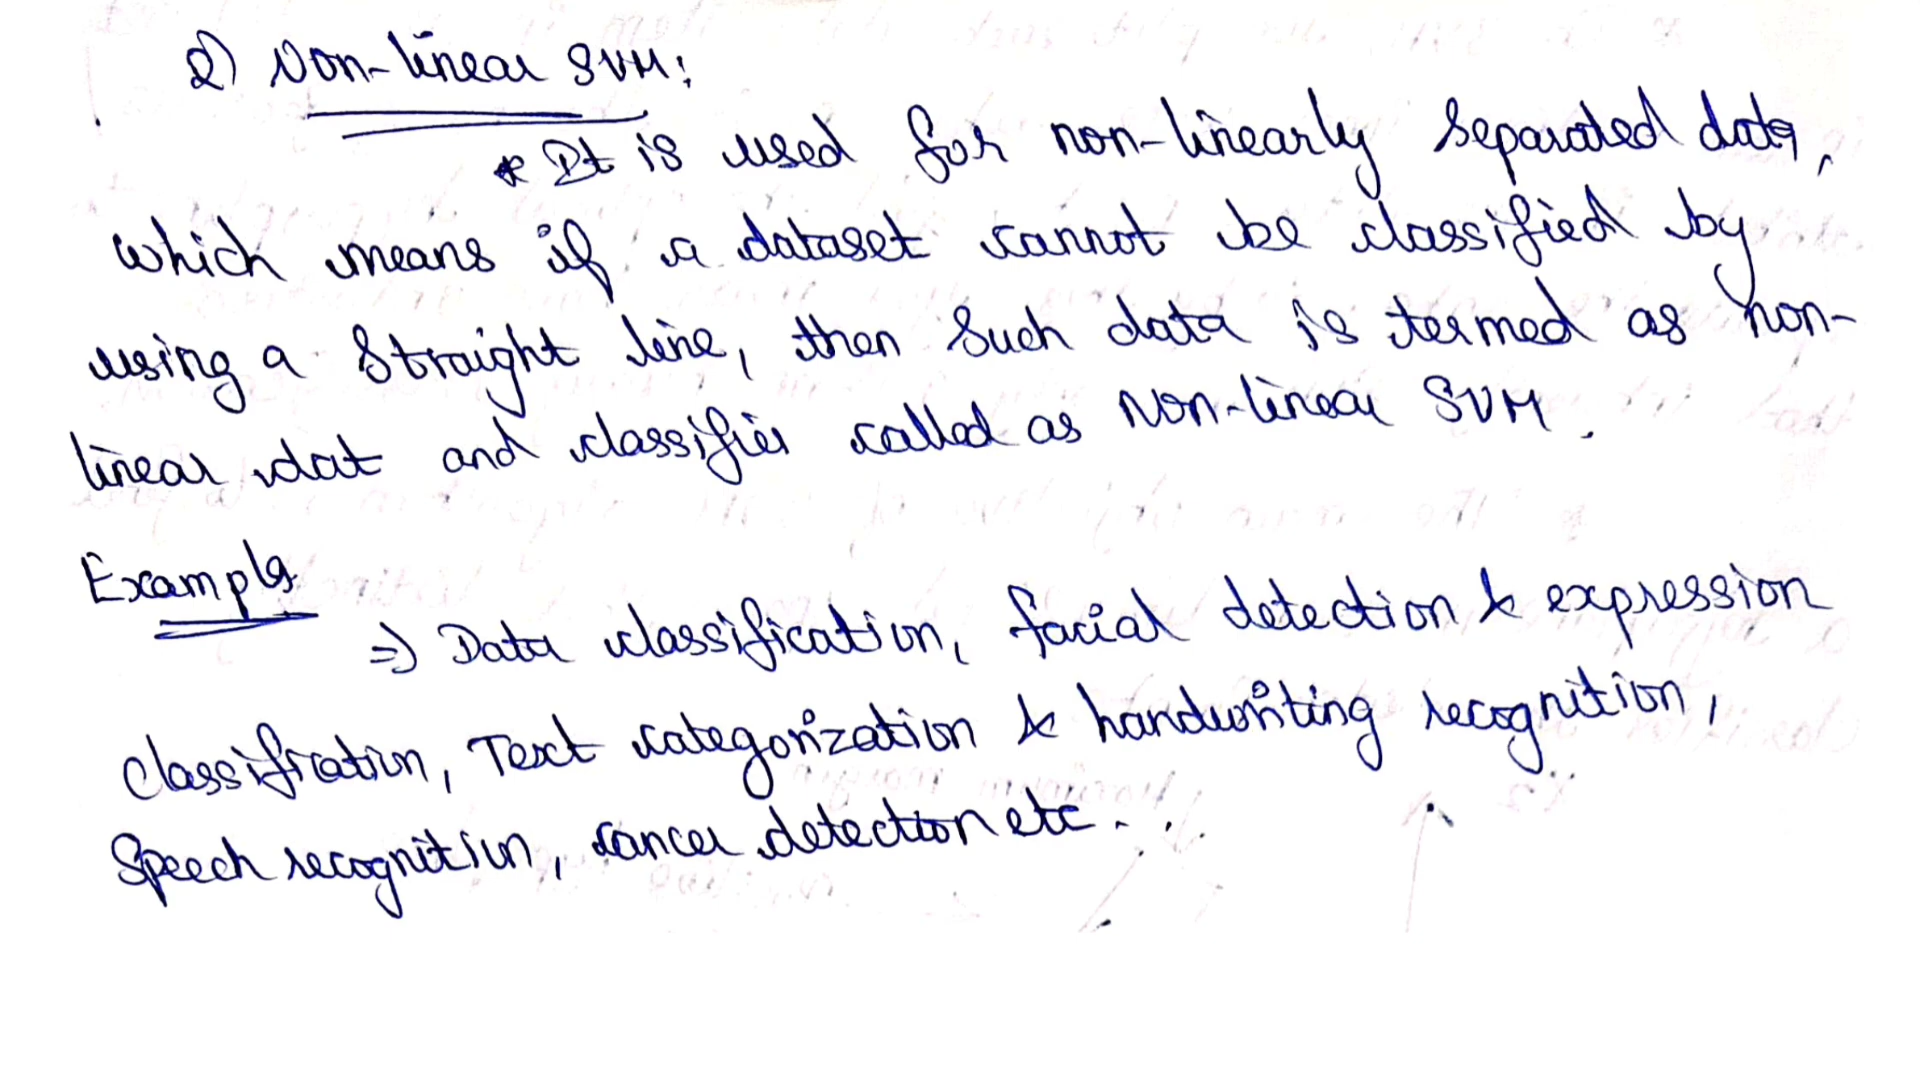 2) Non-linear SVM:
* It is used for non-linearly separated data,
which means if a dataset cannot be classified by
using a straight line, then such data is termed as non-
linear dat and classifier called as Non-linear SVM.
Example
=) Data classification, facial detection & expression
classification, Text categorization & handwriting recognition,
Speech recognition, cancer detection etc...